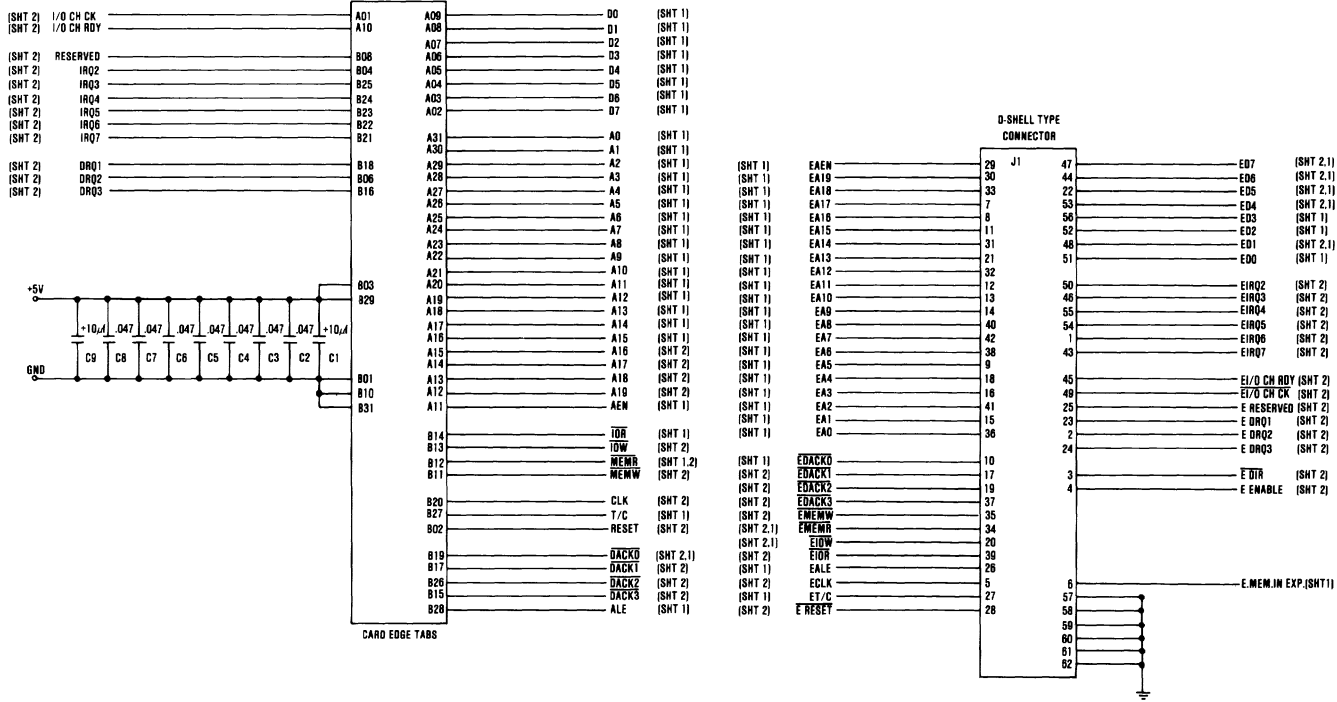 (SHT 2) I/O CH CK A01
(SHT 2) I/O CH RDY A10
(SHT 2) RESERVED B08
(SHT 2) IRQ2 B04
(SHT 2) IRQ3 B25
(SHT 2) IRQ4 B24
(SHT 2) IRQ5 B23
(SHT 2) IRQ6 B22
(SHT 2) IRQ7 B21
(SHT 2) DRQ1 B18
(SHT 2) DRQ2 B06
(SHT 2) DRQ3 B16
+5V
B03
B29
+10µf .047 .047 .047 .047 .047 .047 .047 +10µf
C9 C8 C7 C6 C5 C4 C3 C2 C1
GND
B01
B10
B31
A09 D0 (SHT 1)
A08 D1 (SHT 1)
A07 D2 (SHT 1)
A06 D3 (SHT 1)
A05 D4 (SHT 1)
A04 D5 (SHT 1)
A03 D6 (SHT 1)
A02 D7 (SHT 1)
A31 A0 (SHT 1)
A30 A1 (SHT 1)
A29 A2 (SHT 1)
A28 A3 (SHT 1)
A27 A4 (SHT 1)
A26 A5 (SHT 1)
A25 A6 (SHT 1)
A24 A7 (SHT 1)
A23 A8 (SHT 1)
A22 A9 (SHT 1)
A21 A10 (SHT 1)
A20 A11 (SHT 1)
A19 A12 (SHT 1)
A18 A13 (SHT 1)
A17 A14 (SHT 1)
A16 A15 (SHT 1)
A15 A16 (SHT 2)
A14 A17 (SHT 2)
A13 A18 (SHT 2)
A12 A19 (SHT 2)
A11 AEN (SHT 1)
B14 IOR (SHT 1)
B13 IOW (SHT 2)
B12 MEMR (SHT 1,2)
B11 MEMW (SHT 2)
B20 CLK (SHT 2)
B27 T/C (SHT 1)
B02 RESET (SHT 2)
B19 DACK0 (SHT 2,1)
B17 DACK1 (SHT 2)
B26 DACK2 (SHT 2)
B15 DACK3 (SHT 2)
B28 ALE (SHT 1)
CARD EDGE TABS
D-SHELL TYPE
CONNECTOR
J1
(SHT 1) EAEN 29
(SHT 1) EA19 30
(SHT 1) EA18 33
(SHT 1) EA17 7
(SHT 1) EA16 8
(SHT 1) EA15 11
(SHT 1) EA14 31
(SHT 1) EA13 21
(SHT 1) EA12 32
(SHT 1) EA11 12
(SHT 1) EA10 13
(SHT 1) EA9 14
(SHT 1) EA8 40
(SHT 1) EA7 42
(SHT 1) EA6 38
(SHT 1) EA5 9
(SHT 1) EA4 18
(SHT 1) EA3 16
(SHT 1) EA2 41
(SHT 1) EA1 15
(SHT 1) EA0 36
(SHT 1) EDACK0 10
(SHT 2) EDACK1 17
(SHT 2) EDACK2 19
(SHT 2) EDACK3 37
(SHT 2) EMEMW 35
(SHT 2,1) EMEMR 34
(SHT 2,1) EIOW 20
(SHT 2) EIOR 39
(SHT 1) EALE 26
(SHT 2) ECLK 5
(SHT 1) ET/C 27
(SHT 2) E RESET 28
47 ED7 (SHT 2,1)
44 ED6 (SHT 2,1)
22 ED5 (SHT 2,1)
53 ED4 (SHT 2,1)
56 ED3 (SHT 1)
52 ED2 (SHT 1)
48 ED1 (SHT 2,1)
51 ED0 (SHT 1)
50 EIRQ2 (SHT 2)
46 EIRQ3 (SHT 2)
55 EIRQ4 (SHT 2)
54 EIRQ5 (SHT 2)
1 EIRQ6 (SHT 2)
43 EIRQ7 (SHT 2)
45 EI/O CH RDY (SHT 2)
49 EI/O CH CK (SHT 2)
25 E RESERVED (SHT 2)
23 E DRQ1 (SHT 2)
2 E DRQ2 (SHT 2)
24 E DRQ3 (SHT 2)
3 E DIR (SHT 2)
4 E ENABLE (SHT 2)
6 E.MEM.IN EXP.(SHT1)
57
58
59
60
61
62